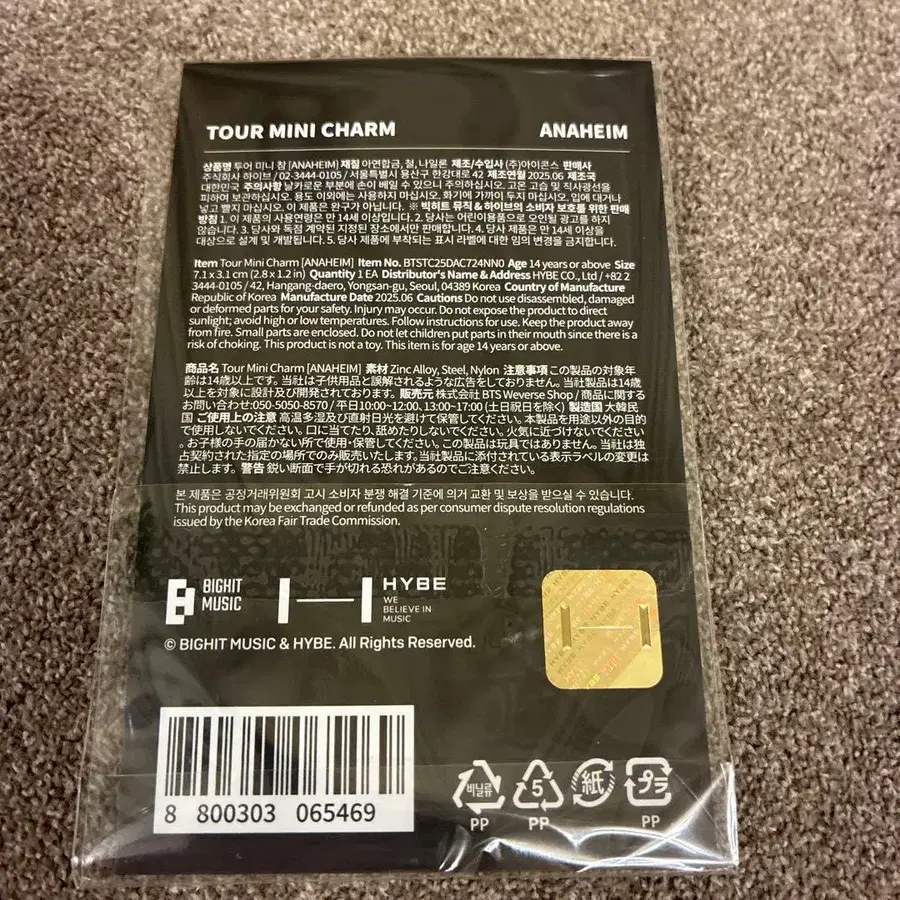 TOUR MINI CHARM ANAHEIM
상품명 투어 미니 참 [ANAHEIM] 재질 아연합금, 철, 나일론 제조/수입사 (주)아이콘스 판매사
주식회사 하이브 / 02-3444-0105 / 서울특별시 용산구 한강대로 42 제조연월 2025.06 제조국
대한민국 주의사항 날카로운 부분에 손이 베일 수 있으니 주의하십시오. 고온 고습 및 직사광선을
피하여 보관하십시오. 용도 이외에는 사용하지 마십시오. 화기에 가까이 두지 마십시오. 입에 대거나
넣고 빨지 마십시오. 이 제품은 완구가 아닙니다. ※ 빅히트 뮤직 & 하이브의 소비자 보호를 위한 판매
방침 1. 이 제품의 사용연령은 만 14세 이상입니다. 2. 당사는 어린이용품으로 오인될 광고를 하지
않습니다. 3. 당사와 독점 계약된 지정된 장소에서만 판매합니다. 4. 당사 제품은 만 14세 이상을
대상으로 설계 및 개발됩니다. 5. 당사 제품에 부착되는 표시 라벨에 대한 임의 변경을 금지합니다.
Item Tour Mini Charm [ANAHEIM] Item No. BTSTC25DAC724NN0 Age 14 years or above Size
7.1 x 3.1 cm (2.8 x 1.2 in) Quantity 1 EA Distributor's Name & Address HYBE CO., Ltd / +82 2
3444-0105 / 42, Hangang-daero, Yongsan-gu, Seoul, 04389 Korea Country of Manufacture
Republic of Korea Manufacture Date 2025.06 Cautions Do not use disassembled, damaged
or deformed parts for your safety. Injury may occur. Do not expose the product to direct
sunlight; avoid high or low temperatures. Follow instructions for use. Keep the product away
from fire. Small parts are enclosed. Do not let children put parts in their mouth since there is a
risk of choking. This product is not a toy. This item is for age 14 years or above.
商品名 Tour Mini Charm [ANAHEIM] 素材 Zinc Alloy, Steel, Nylon 注意事項 この製品の対象年
齢は14歳以上です。当社は子供用品と誤解されるような広告をしておりません。当社製品は14歳
以上を対象に設計及び開発されております。販売元 株式会社 BTS Weverse Shop / 商品に関する
お問い合わせ:050-5050-8570 / 平日10:00~12:00、13:00~17:00 (土日祝日を除く) 製造国 大韓民
国 ご使用上の注意 高温多湿及び直射日光を避けて保管してください。本製品を用途以外の目的
で使用しないでください。口に当てたり、舐めたりしないでください。火気に近づけないでください
。お子様の手の届かない所で使用・保管してください。この製品は玩具ではありません。当社は独
占契約された指定の場所でのみ販売いたします。当社製品に添付されている表示ラベルの変更は
禁止します。警告 鋭い断面で手が切れる恐れがあるのでご注意ください。
본 제품은 공정거래위원회 고시 소비자 분쟁 해결 기준에 의거 교환 및 보상을 받으실 수 있습니다.
This product may be exchanged or refunded as per consumer dispute resolution regulations
issued by the Korea Fair Trade Commission.
BIGHIT
MUSIC
HYBE
WE
BELIEVE IN
MUSIC
© BIGHIT MUSIC & HYBE. All Rights Reserved.
8 800303 065469
비닐류 5 紙 プラ
PP PP PP